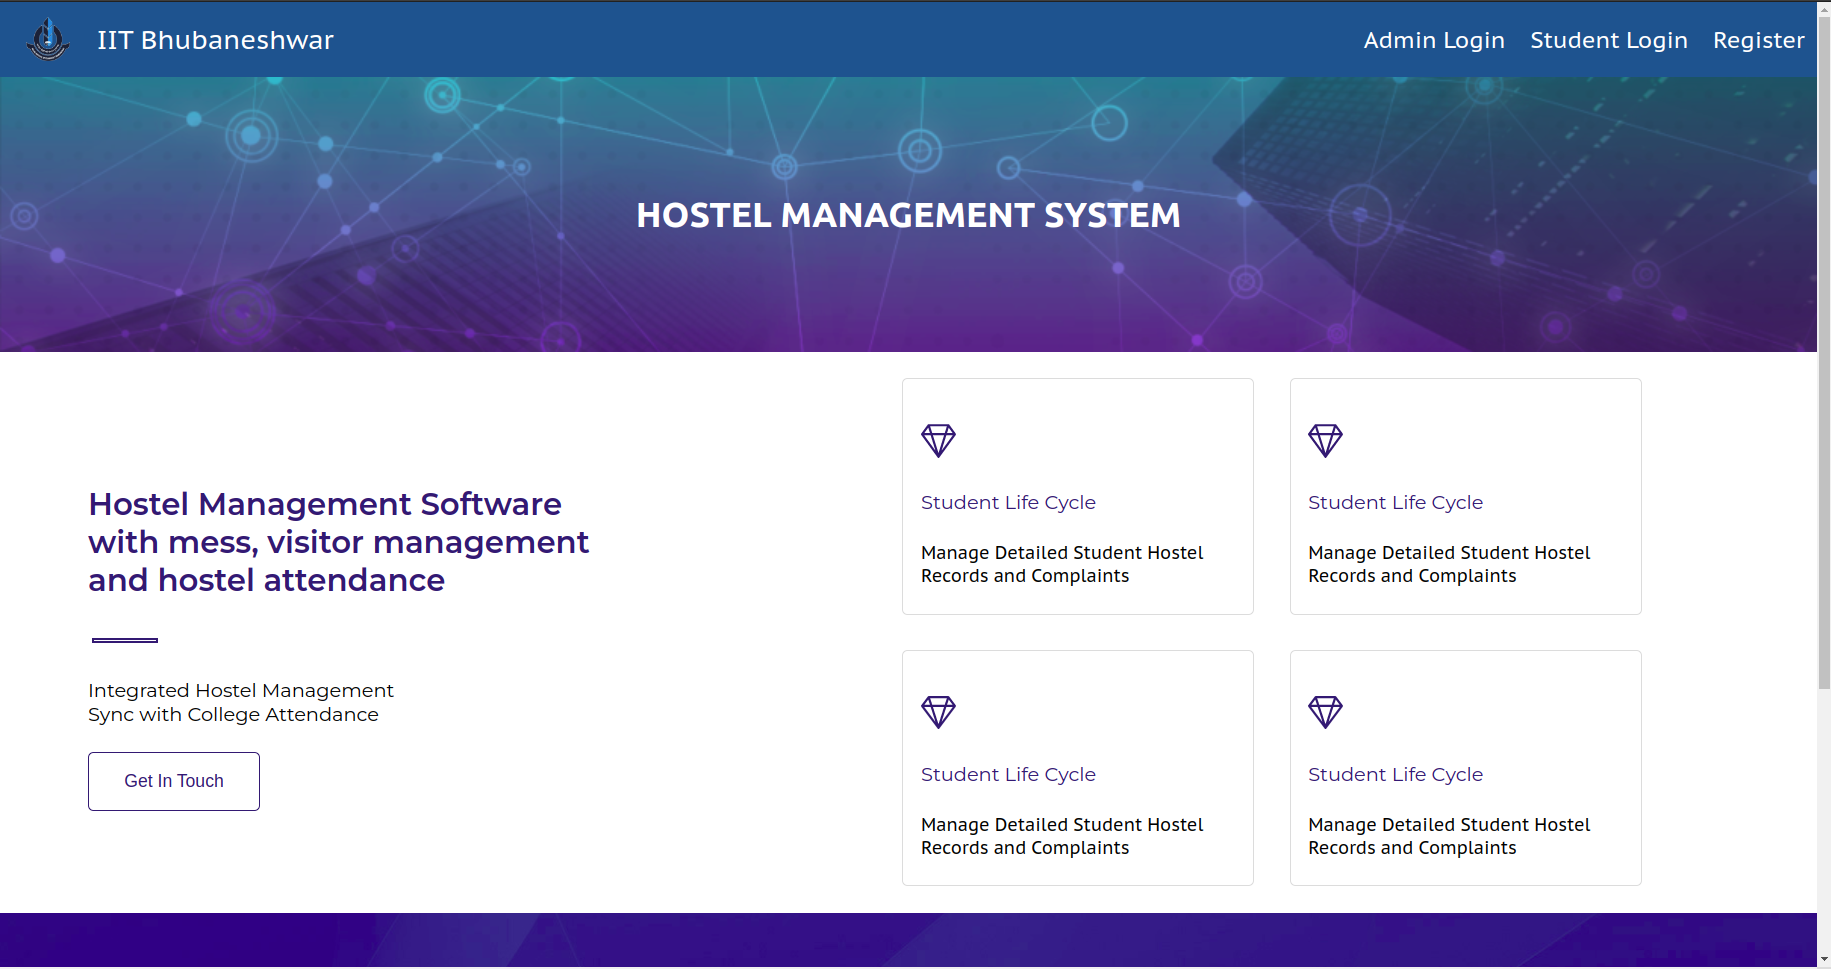 IIT Bhubaneshwar
Admin Login
Student Login
Register
HOSTEL MANAGEMENT SYSTEM
Hostel Management Software
with mess, visitor management
and hostel attendance
Integrated Hostel Management
Sync with College Attendance
Get In Touch
Student Life Cycle
Manage Detailed Student Hostel
Records and Complaints
Student Life Cycle
Manage Detailed Student Hostel
Records and Complaints
Student Life Cycle
Manage Detailed Student Hostel
Records and Complaints
Student Life Cycle
Manage Detailed Student Hostel
Records and Complaints